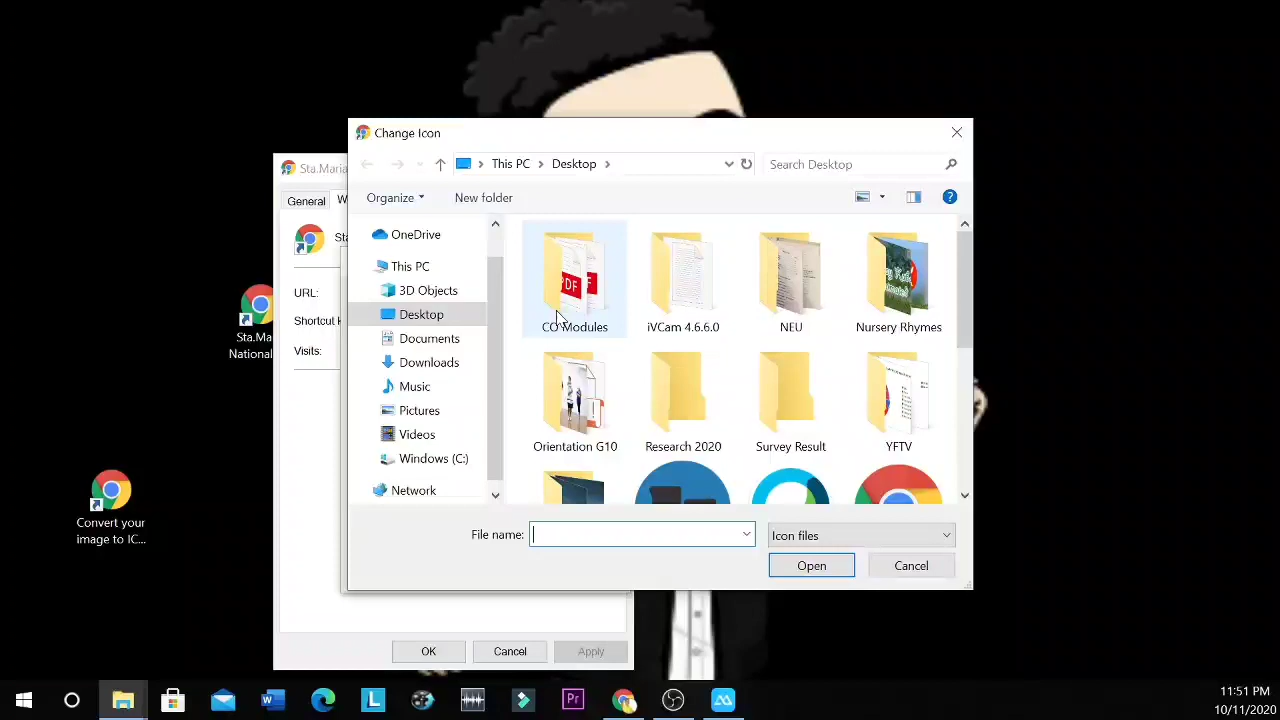 Change Icon
This PC
Desktop
Search Desktop
Organize
New folder
OneDrive
This PC
3D Objects
Desktop
Documents
Downloads
Music
Pictures
Videos
Windows (C:)
Network
PDF
CO Modules
iVCam 4.6.6.0
NEU
Nursery Rhymes
Orientation G10
Research 2020
Survey Result
YFTV
File name:
Icon files
Open
Cancel
Sta.Maria
General
W
Sta
URL:
Shortcut k
Visits:
OK
Cancel
Apply
Sta.Ma
National
Convert your
image to IC...
11:51 PM
10/11/2020